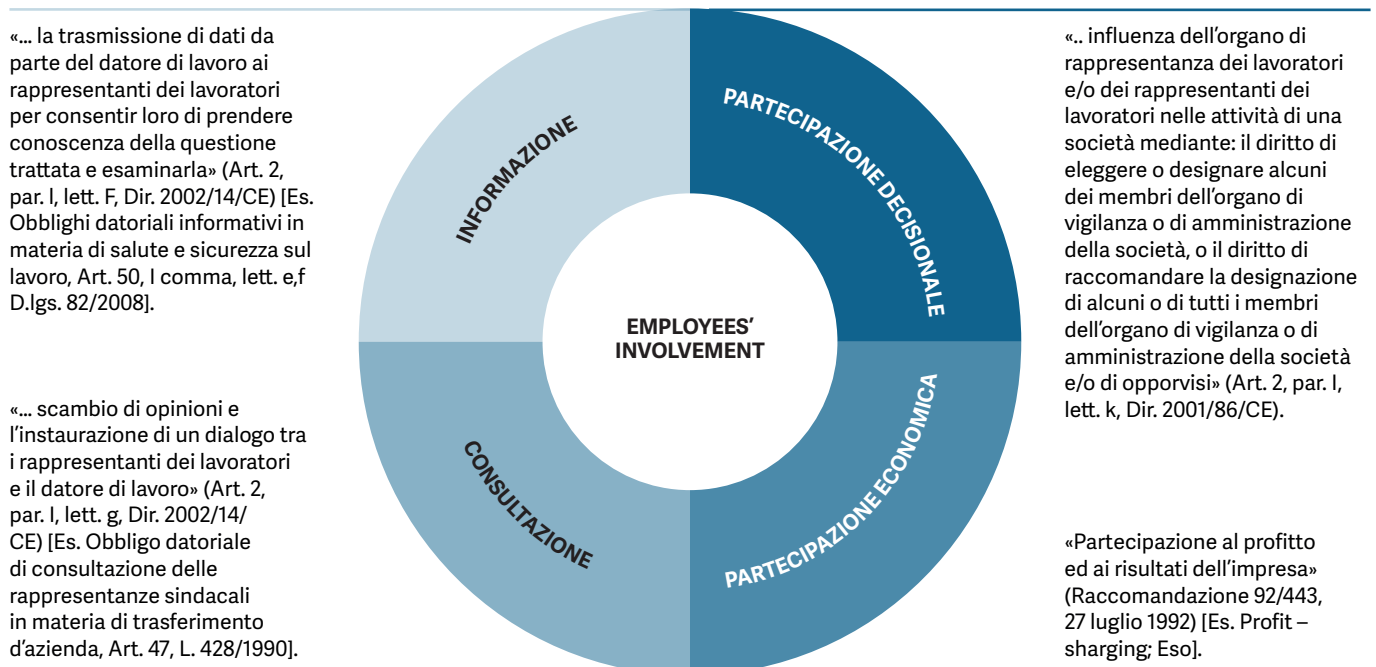 «... la trasmissione di dati da
parte del datore di lavoro ai
rappresentanti dei lavoratori
per consentir loro di prendere
conoscenza della questione
trattata e esaminarla» (Art. 2,
par. l, lett. F, Dir. 2002/14/CE) [Es.
Obblighi datoriali informativi in
materia di salute e sicurezza sul
lavoro, Art. 50, I comma, lett. e,f
D.lgs. 82/2008].
«... scambio di opinioni e
l’instaurazione di un dialogo tra
i rappresentanti dei lavoratori
e il datore di lavoro» (Art. 2,
par. I, lett. g, Dir. 2002/14/
CE) [Es. Obbligo datoriale
di consultazione delle
rappresentanze sindacali
in materia di trasferimento
d’azienda, Art. 47, L. 428/1990].
INFORMAZIONE
PARTECIPAZIONE DECISIONALE
EMPLOYEES’
INVOLVEMENT
CONSULTAZIONE
PARTECIPAZIONE ECONOMICA
«.. influenza dell’organo di
rappresentanza dei lavoratori
e/o dei rappresentanti dei
lavoratori nelle attività di una
società mediante: il diritto di
eleggere o designare alcuni
dei membri dell’organo di
vigilanza o di amministrazione
della società, o il diritto di
raccomandare la designazione
di alcuni o di tutti i membri
dell’organo di vigilanza o di
amministrazione della società
e/o di opporvisi» (Art. 2, par. I,
lett. k, Dir. 2001/86/CE).
«Partecipazione al profitto
ed ai risultati dell’impresa»
(Raccomandazione 92/443,
27 luglio 1992) [Es. Profit –
sharging; Eso].